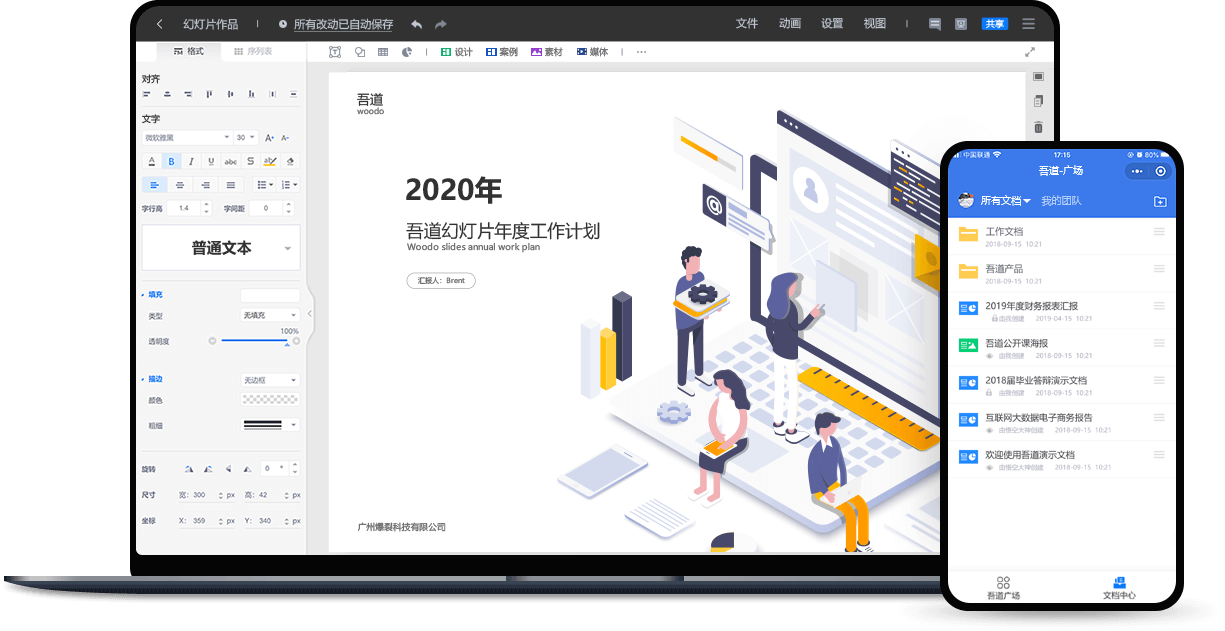 幻灯片作品
所有改动已自动保存
文件 动画 设置 视图
共享
格式 序列表
设计 案例 素材 媒体
对齐
文字
微软雅黑 30 A+ A-
A B I U abc S ab
字行高 1.4 字间距 0
普通文本
填充
类型 无填充
100%
透明度
描边 无边框
颜色
粗细
旋转 0 °
尺寸 宽: 300 px 高: 42 px
坐标 X: 359 px Y: 340 px
吾道
woodo
2020年
吾道幻灯片年度工作计划
Woodo slides annual work plan
汇报人: Brent
广州爆裂科技有限公司
@
中国联通 17:15 80%
吾道-广场
所有文档 我的团队
工作文档
2018-09-15 10:21
吾道产品
2018-09-15 10:21
2019年度财务报表汇报
由我创建 2019-04-15 10:21
吾道公开课海报
由我创建 2018-09-15 10:21
2018届毕业答辩演示文档
由我创建 2018-09-15 10:21
互联网大数据电子商务报告
由悟空大神创建 2018-09-15 10:21
欢迎使用吾道演示文档
由悟空大神创建 2018-09-15 10:21
吾道广场 文档中心